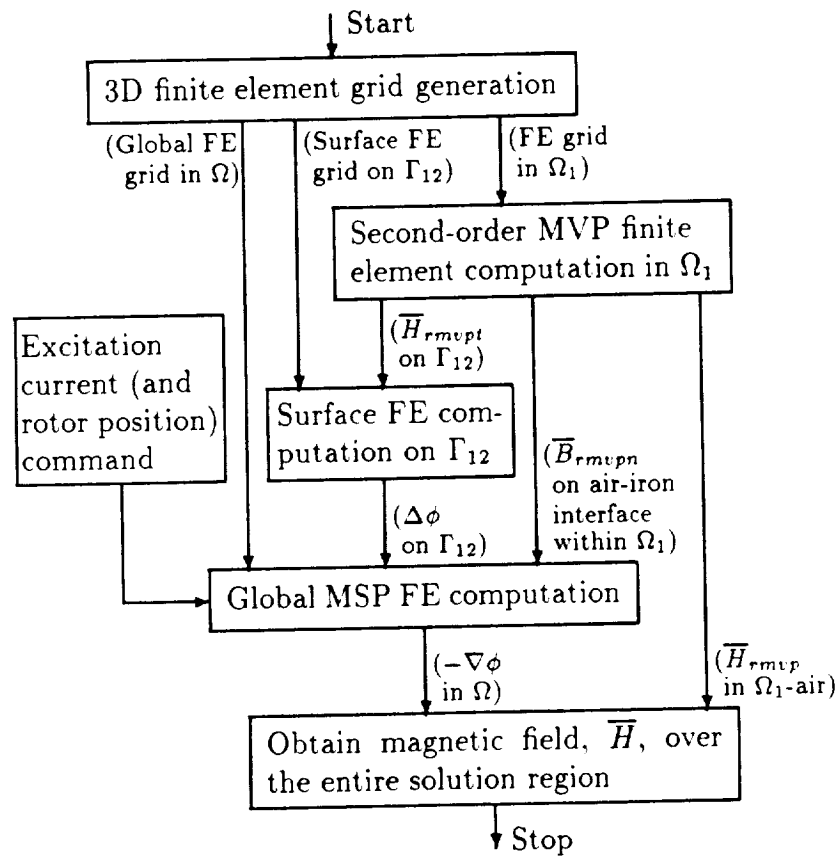 Start
3D finite element grid generation
(Global FE
grid in Ω)
(Surface FE
grid on Γ₁₂)
(FE grid
in Ω₁)
Second-order MVP finite
element computation in Ω₁
Excitation
current (and
rotor position)
command
(H̅ᵣₘᵥₚₜ
on Γ₁₂)
Surface FE com-
putation on Γ₁₂
(B̅ᵣₘᵥₚₙ
on air-iron
interface
within Ω₁)
(Δϕ
on Γ₁₂)
Global MSP FE computation
(−∇ϕ
in Ω)
(H̅ᵣₘᵥₚ
in Ω₁-air)
Obtain magnetic field, H̅, over
the entire solution region
Stop